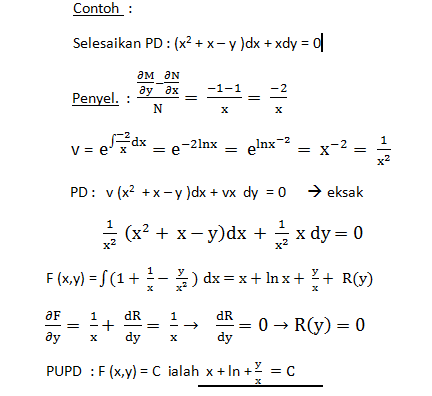 Contoh :
Selesaikan PD : (x² + x – y )dx + xdy = 0
Penyel. : (∂M/∂y − ∂N/∂x)/N = (−1−1)/x = −2/x
v = e^∫(−2/x)dx = e^−2lnx = e^lnx^−2 = x^−2 = 1/x²
PD : v (x² + x – y )dx + vx dy = 0 → eksak
1/x² (x² + x − y)dx + 1/x² x dy = 0
F (x,y) = ∫(1 + 1/x − y/x² ) dx = x + ln x + y/x + R(y)
∂F/∂y = 1/x + dR/dy = 1/x → dR/dy = 0 → R(y) = 0
PUPD : F (x,y) = C ialah x + ln + y/x = C